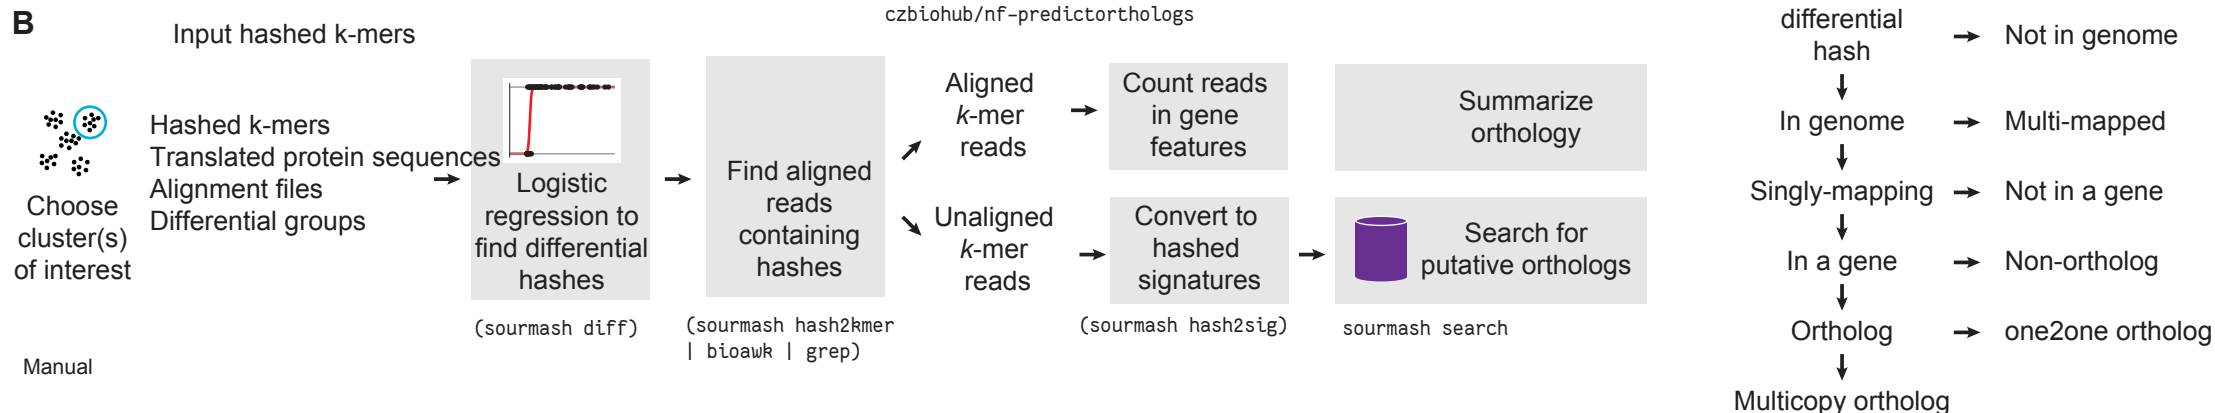 B
czbiohub/nf-predictorthologs
Input hashed k-mers
Choose
cluster(s)
of interest
Manual
Hashed k-mers
Translated protein sequences
Alignment files
Differential groups
Logistic
regression to
find differential
hashes
(sourmash diff)
Find aligned
reads
containing
hashes
(sourmash hash2kmer
| bioawk | grep)
Aligned
k-mer
reads
Count reads
in gene
features
Summarize
orthology
Unaligned
k-mer
reads
Convert to
hashed
signatures
(sourmash hash2sig)
Search for
putative orthologs
sourmash search
differential
hash
Not in genome
In genome
Multi-mapped
Singly-mapping
Not in a gene
In a gene
Non-ortholog
Ortholog
one2one ortholog
Multicopy ortholog